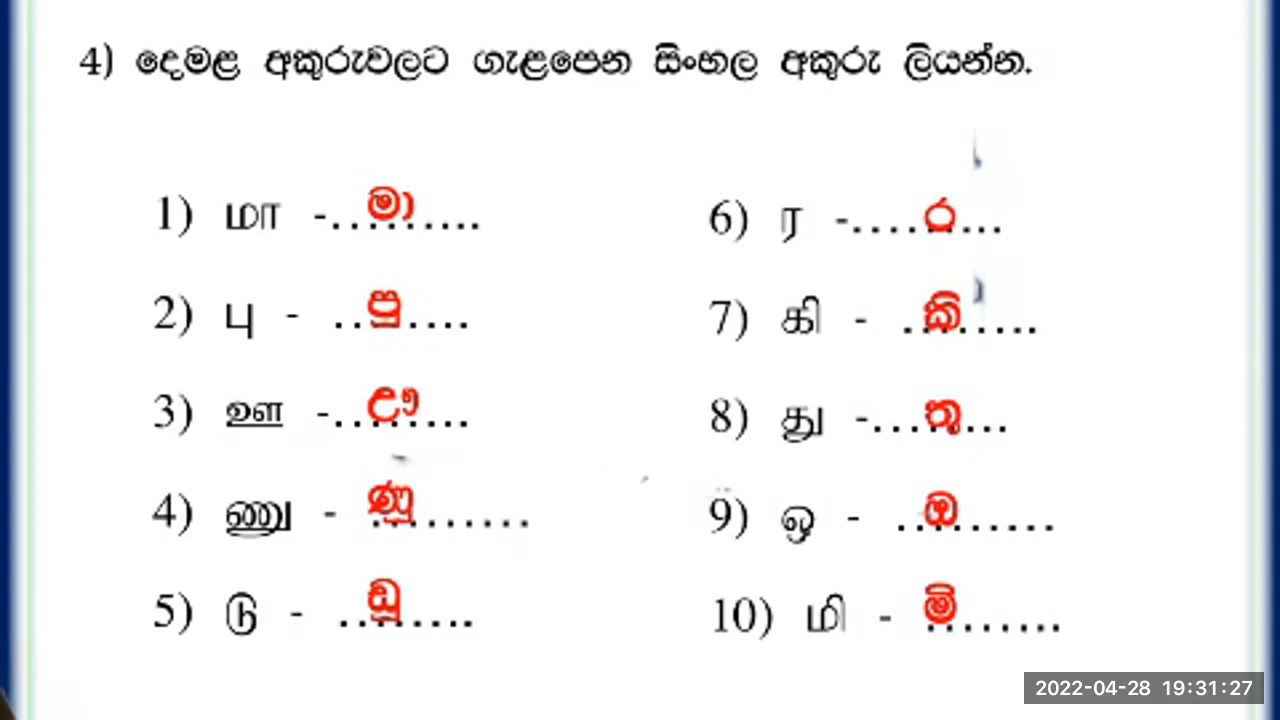 4) දෙමළ අකුරුවලට ගැළපෙන සිංහල අකුරු ලියන්න.
1) மா -.........මා
2) பு - ........පු
3) ஊ -........ඌ
4) ணு - .........ණු
5) டு - ........ඩු
6) ர -.......ර
7) கி - ........කි
8) து -.......තු
9) ஒ - .........ඔ
10) மி - ........මි
2022-04-28 19:31:27